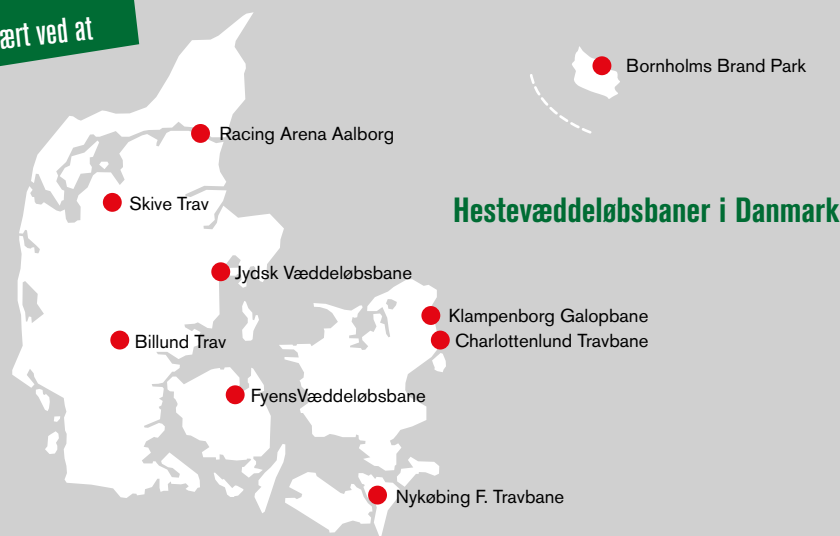 ært ved at
Bornholms Brand Park
Racing Arena Aalborg
Skive Trav
Hestevæddeløbsbaner i Danmark
Jydsk Væddeløbsbane
Klampenborg Galopbane
Charlottenlund Travbane
Billund Trav
FyensVæddeløbsbane
Nykøbing F. Travbane